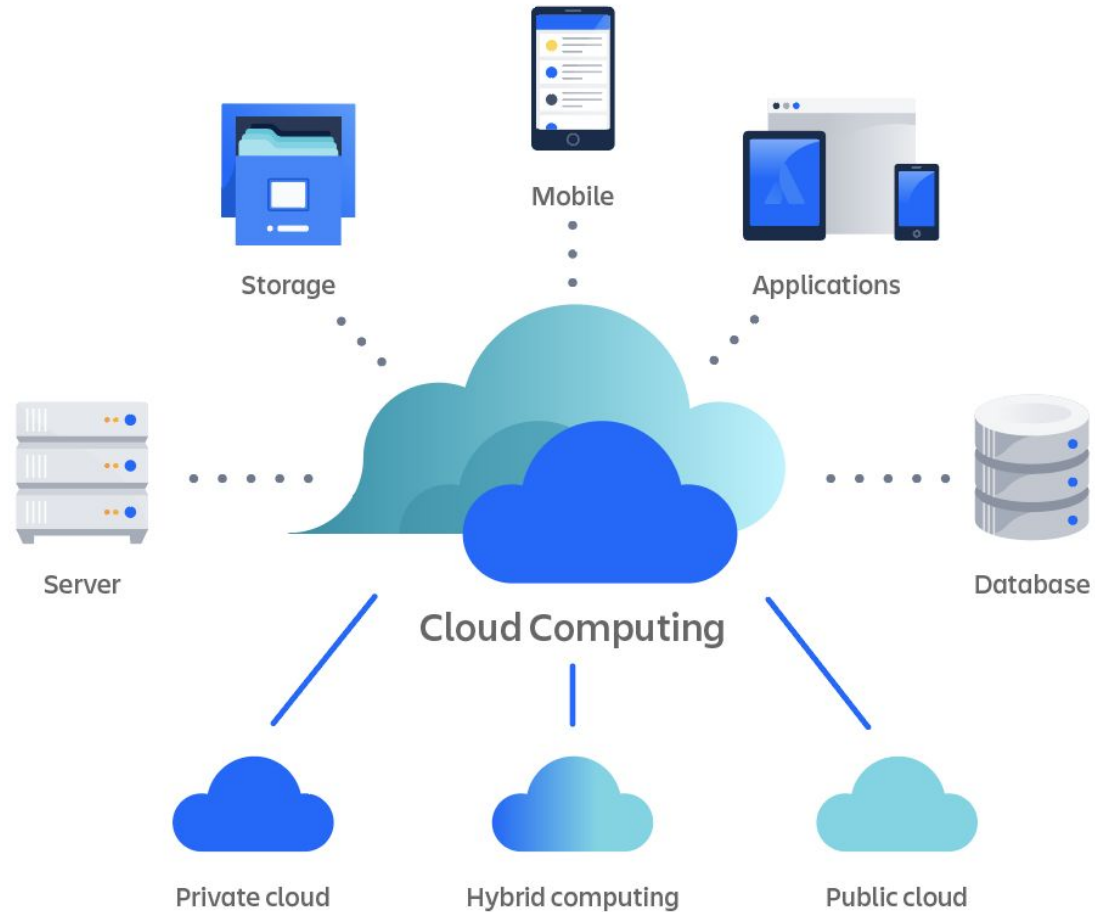 Mobile
Storage
Applications
Server
Database
Cloud Computing
Private cloud
Hybrid computing
Public cloud